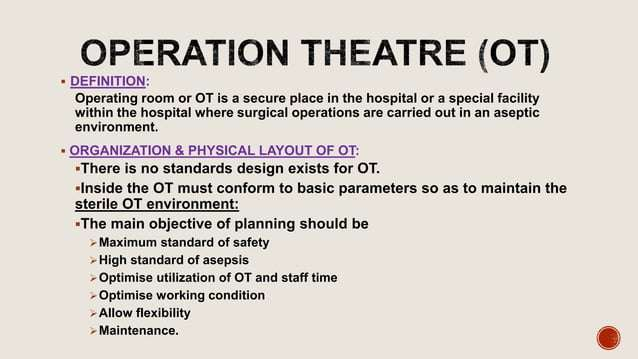 OPERATION THEATRE (OT)
▪ DEFINITION:
Operating room or OT is a secure place in the hospital or a special facility
within the hospital where surgical operations are carried out in an aseptic
environment.
▪ ORGANIZATION & PHYSICAL LAYOUT OF OT:
▪There is no standards design exists for OT.
▪Inside the OT must conform to basic parameters so as to maintain the
sterile OT environment:
▪The main objective of planning should be
➢Maximum standard of safety
➢High standard of asepsis
➢Optimise utilization of OT and staff time
➢Optimise working condition
➢Allow flexibility
➢Maintenance.